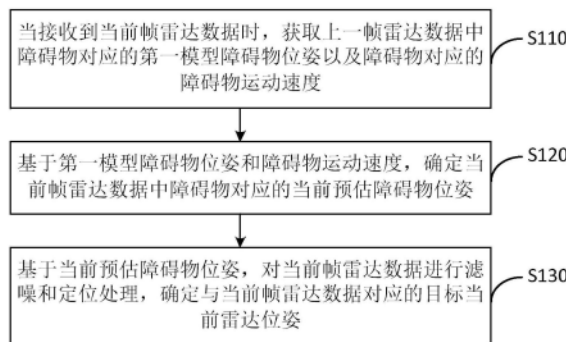 当接收到当前帧雷达数据时，获取上一帧雷达数据中
障碍物对应的第一模型障碍物位姿以及障碍物对应的
障碍物运动速度
S110
基于第一模型障碍物位姿和障碍物运动速度，确定当
前帧雷达数据中障碍物对应的当前预估障碍物位姿
S120
基于当前预估障碍物位姿，对当前帧雷达数据进行滤
噪和定位处理，确定与当前帧雷达数据对应的目标当
前雷达位姿
S130